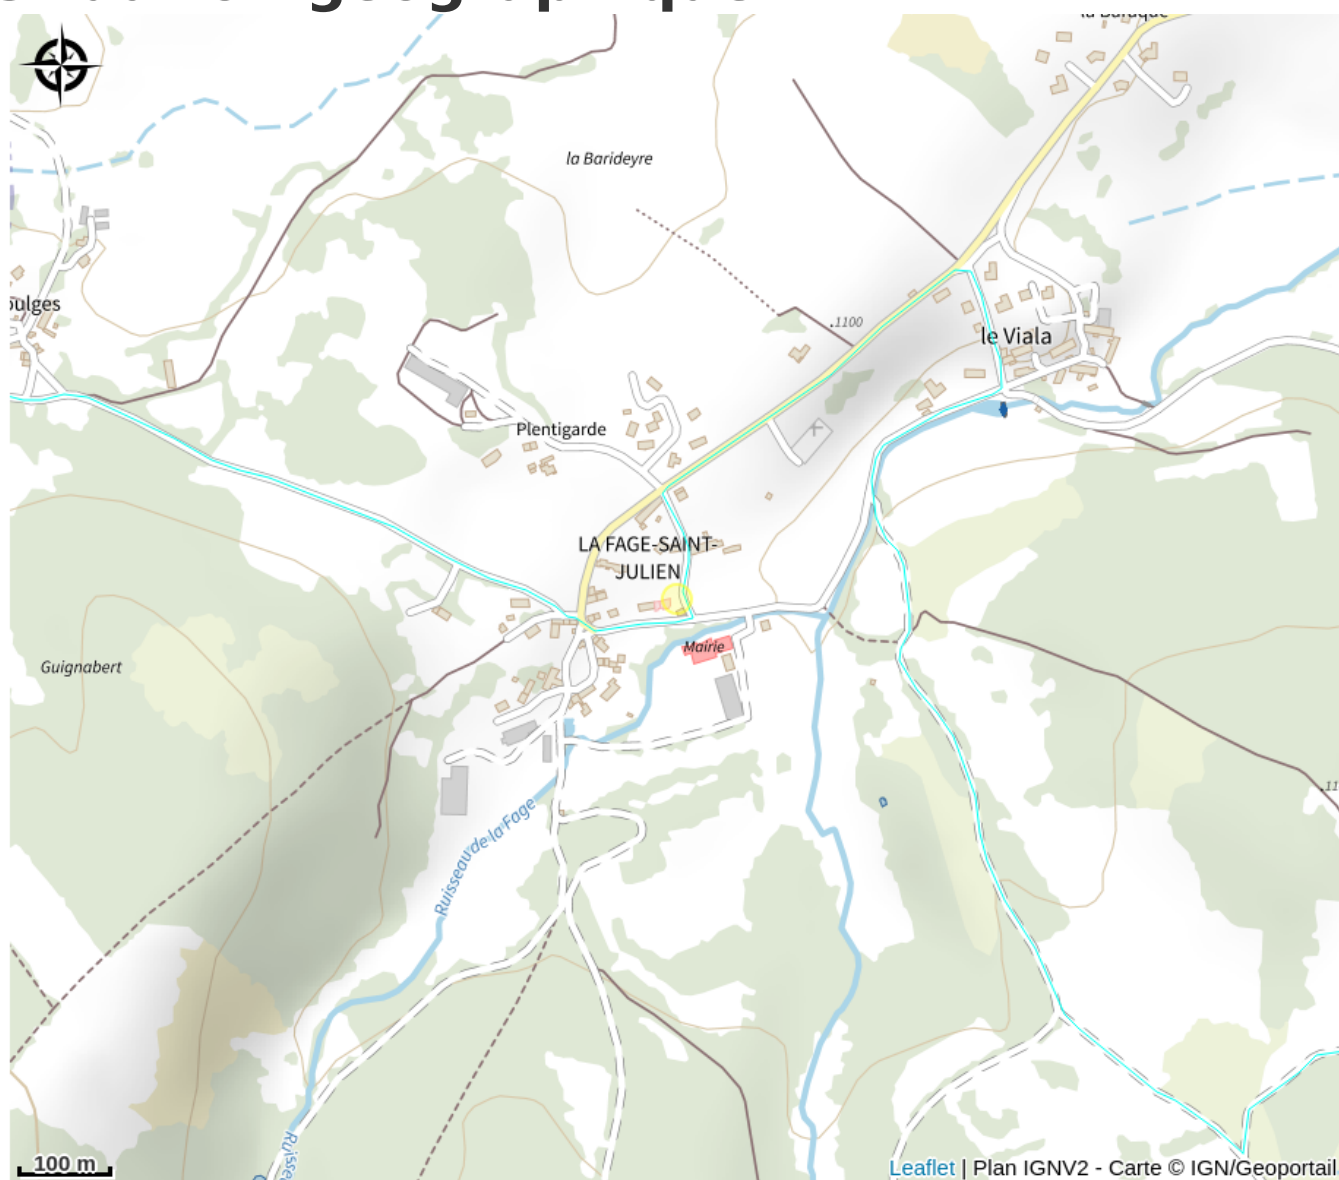 la Barideyre
.1100
le Viala
Plentigarde
LA FAGE-SAINT-
JULIEN
Mairie
Guignabert
Ruisseau de la Fage
100 m
Leaflet | Plan IGNV2 - Carte © IGN/Geoportail